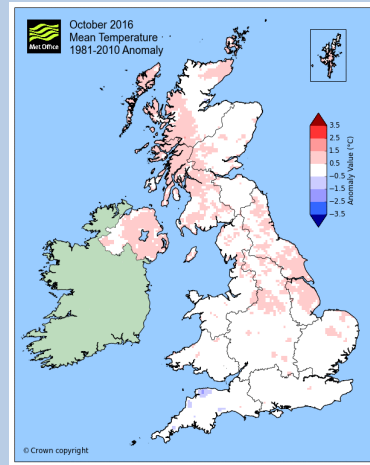 Met Office
October 2016
Mean Temperature
1981-2010 Anomaly
3.5
2.5
1.5
0.5
−0.5
−1.5
−2.5
−3.5
Anomaly Value (°C)
© Crown copyright